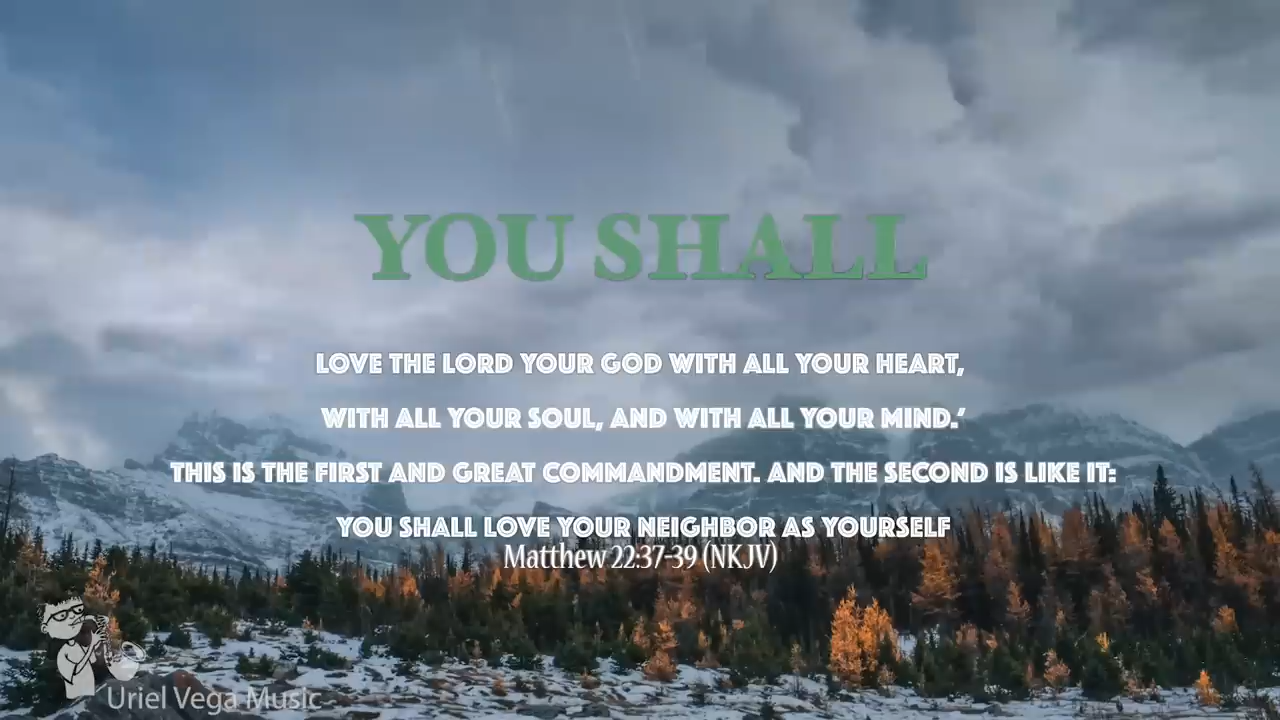 YOU SHALL
LOVE THE LORD YOUR GOD WITH ALL YOUR HEART,
WITH ALL YOUR SOUL, AND WITH ALL YOUR MIND.’
THIS IS THE FIRST AND GREAT COMMANDMENT. AND THE SECOND IS LIKE IT:
YOU SHALL LOVE YOUR NEIGHBOR AS YOURSELF
Matthew 22:37-39 (NKJV)
Uriel Vega Music